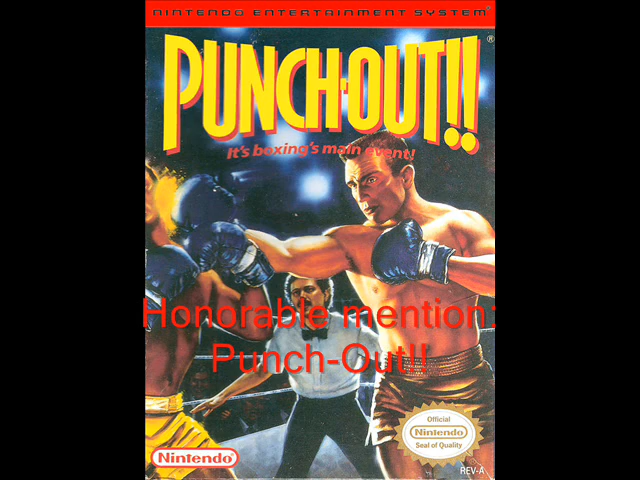 NINTENDO ENTERTAINMENT SYSTEM®
PUNCH-OUT!!®
It's boxing's main event!
Honorable mention:
Punch-Out!!
Official
Nintendo
Seal of Quality
Nintendo®
REV-A